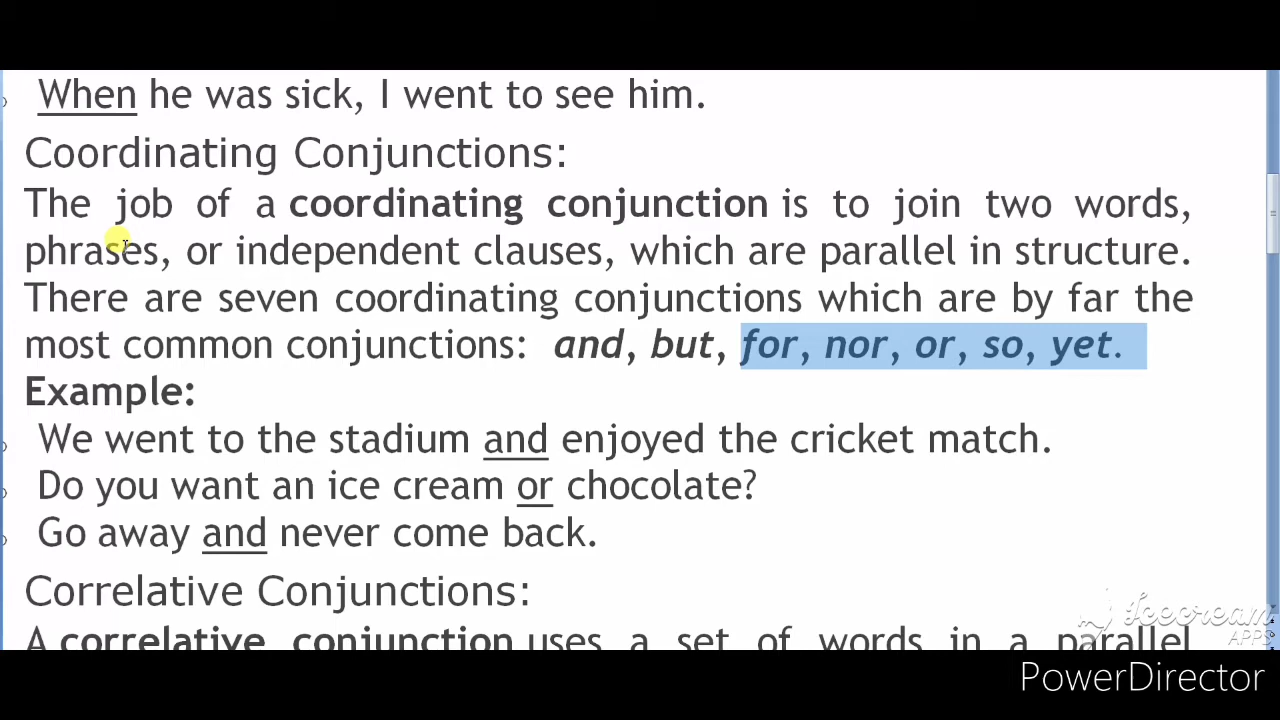 When he was sick, I went to see him.
Coordinating Conjunctions:
The job of a coordinating conjunction is to join two words,
phrases, or independent clauses, which are parallel in structure.
There are seven coordinating conjunctions which are by far the
most common conjunctions: and, but, for, nor, or, so, yet.
Example:
We went to the stadium and enjoyed the cricket match.
Do you want an ice cream or chocolate?
Go away and never come back.
Correlative Conjunctions:
A correlative conjunction uses a set of words in a parallel
Icecream
APPS
PowerDirector